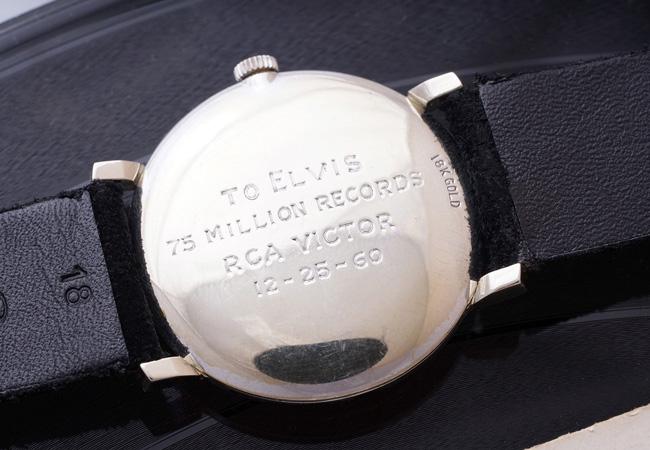 TO ELVIS
75 MILLION RECORDS
RCA VICTOR
12-25-60
18K GOLD
18